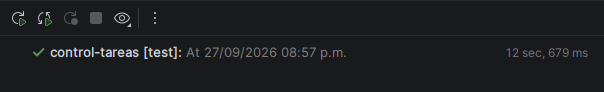 control-tareas [test]: At 27/09/2026 08:57 p.m. 12 sec, 679 ms